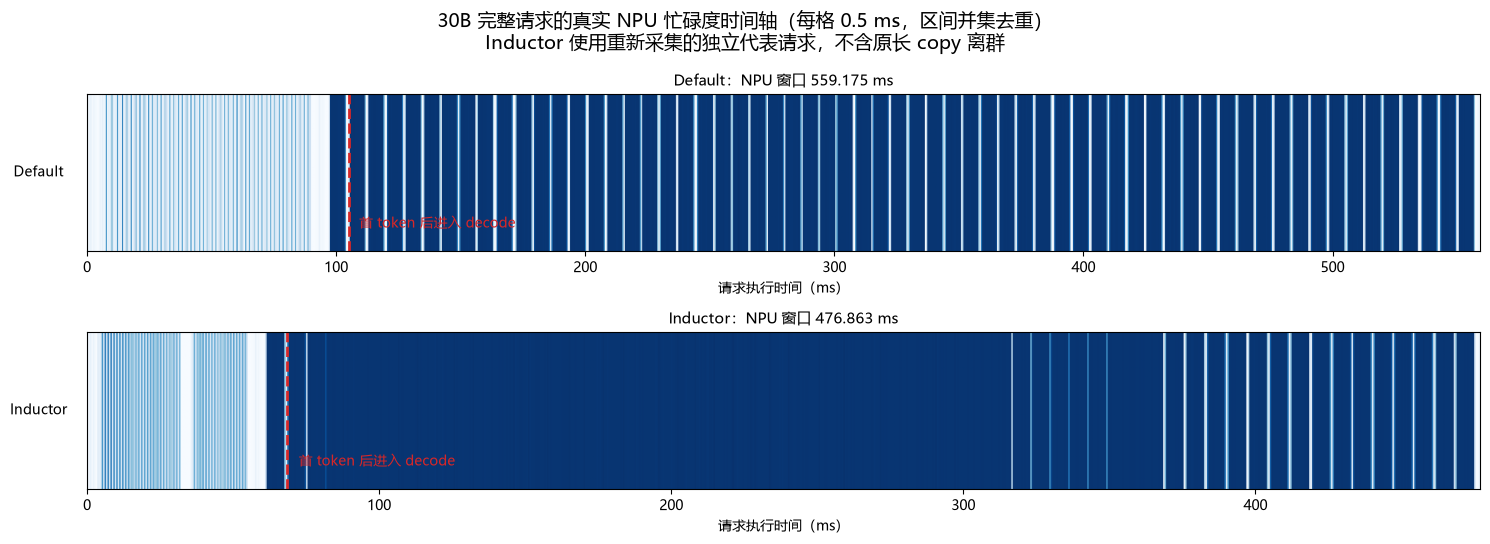 30B 完整请求的真实 NPU 忙碌度时间轴（每格 0.5 ms，区间并集去重）
Inductor 使用重新采集的独立代表请求，不含原长 copy 离群
Default：NPU 窗口 559.175 ms
Default
首 token 后进入 decode
0 100 200 300 400 500
请求执行时间（ms）
Inductor：NPU 窗口 476.863 ms
Inductor
首 token 后进入 decode
0 100 200 300 400
请求执行时间（ms）